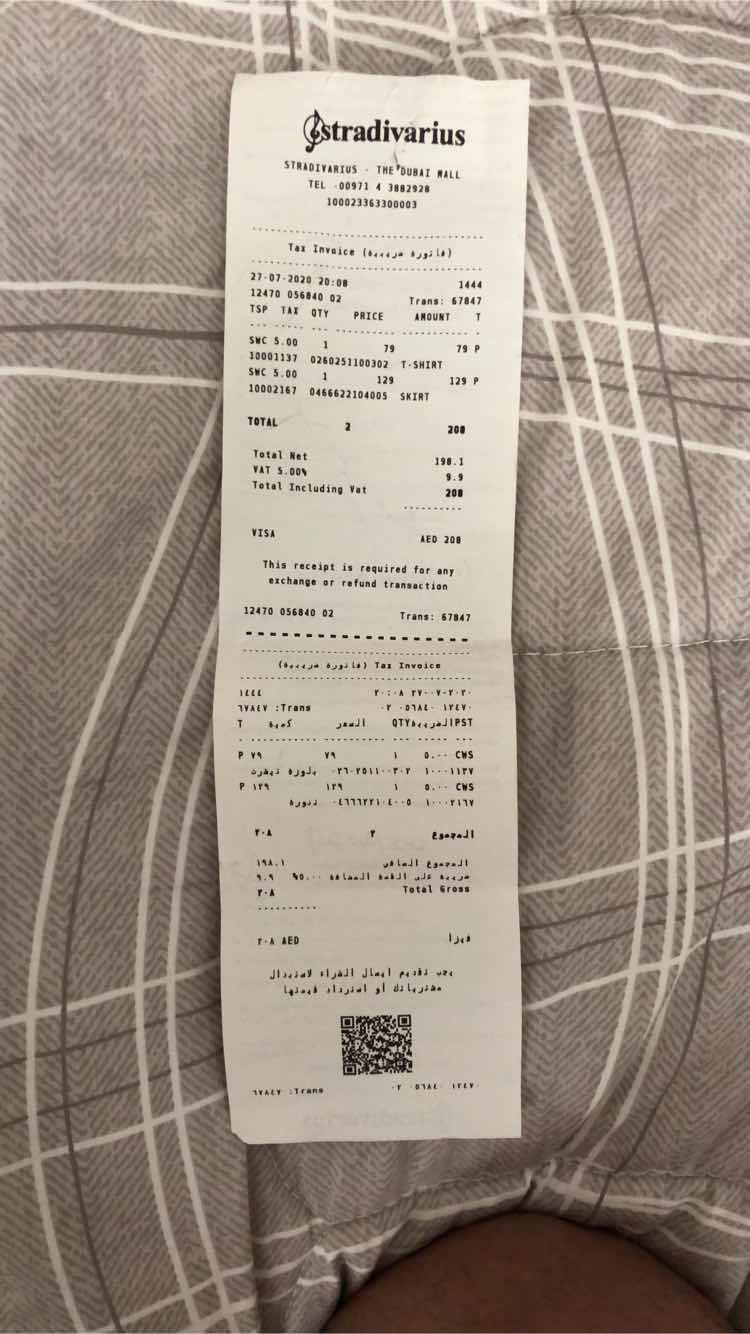 stradivarius
STRADIVARIUS - THE DUBAI MALL
TEL -00971 4 3882928
100023363300003
Tax Invoice (فاتورة ضريبية)
27-07-2020 20:08 1444
12470 056840 02 Trans: 67847
TSP TAX QTY PRICE AMOUNT T
SWC 5.00 1 79 79 P
10001137 0260251100302 T-SHIRT
SWC 5.00 1 129 129 P
10002167 0466622104005 SKIRT
TOTAL 2 208
Total Net 198.1
VAT 5.00% 9.9
Total Including Vat 208
VISA AED 208
This receipt is required for any
exchange or refund transaction
12470 056840 02 Trans: 67847
(فاتورة ضريبية) Tax Invoice
١٤٤٤ ٢٠:٠٨ ٢٧-٠٧-٢٠٢٠
٦٧٨٤٧ :Trans ٠٢ ٠٥٦٨٤٠ ١٢٤٧٠
T كمية السعر QTYالضريبةPST
P ٧٩ ٧٩ ١ ٥.٠٠ CWS
بلوزة تيشرت ٠٢٦٠٢٥١١٠٠٣٠٢ ١٠٠٠١١٣٧
P ١٢٩ ١٢٩ ١ ٥.٠٠ CWS
تنورة ٠٤٦٦٦٢٢١٠٤٠٠٥ ١٠٠٠٢١٦٧
المجموع ٢ ٢٠٨
المجموع الصافي ١٩٨.١
ضريبة على القيمة المضافة ٥.٠٠% ٩.٩
٢٠٨ Total Gross
فيزا ٢٠٨ AED
يجب تقديم ايصال الشراء لاستبدال
مشترياتك أو استرداد قيمتها
٦٧٨٤٧ :Trans ٠٢ ٠٥٦٨٤٠ ١٢٤٧٠